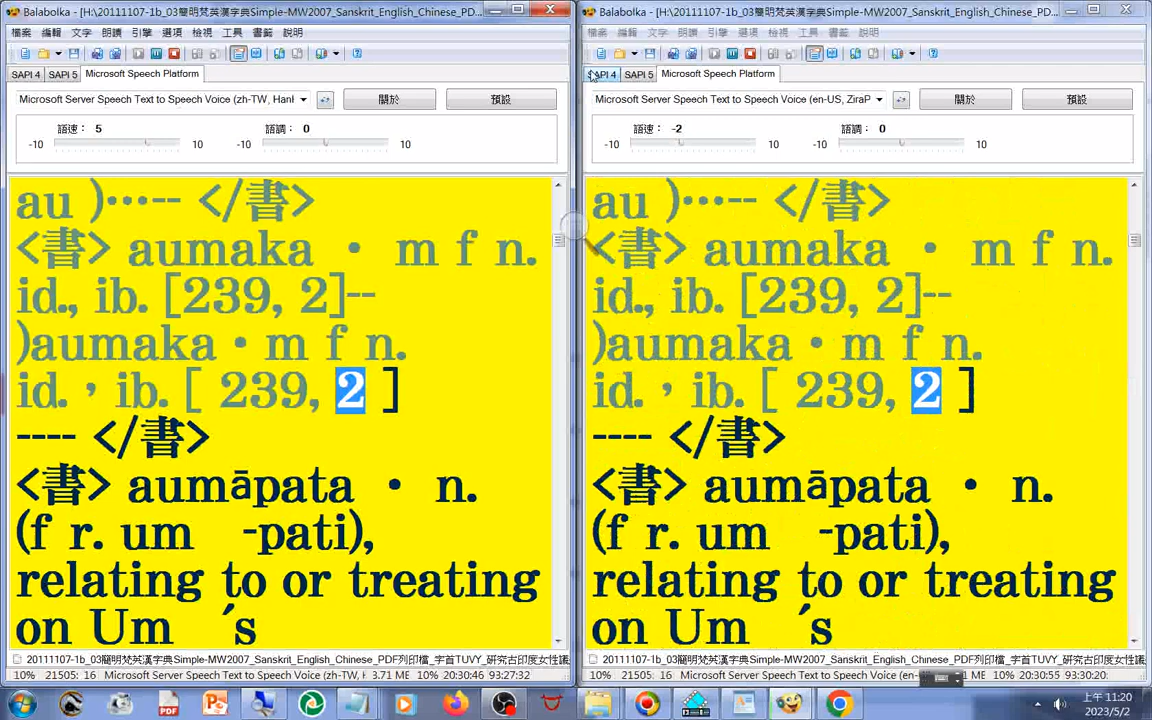 Balabolka - [H:\20111107-1b_03簡明梵英漢字典Simple-MW2007_Sanskrit_English_Chinese_PD...
檔案 編輯 文字 朗讀 引擎 選項 檢視 工具 書籤 說明
SAPI 4 SAPI 5 Microsoft Speech Platform
Microsoft Server Speech Text to Speech Voice (zh-TW, Hanl
關於
預設
語速： 5
語調： 0
-10 10 -10 10
au )…-- </書>
<書> aumaka • m f n.
id., ib. [239, 2]--
)aumaka • m f n.
id.，ib. [ 239, 2 ]
---- </書>
<書> aumāpata • n.
(f r. um -pati),
relating to or treating
on Um ´s
20111107-1b_03簡明梵英漢字典Simple-MW2007_Sanskrit_English_Chinese_PDF列印檔_字首TUVY_研究古印度女性議
10% 21505: 16 Microsoft Server Speech Text to Speech Voice (zh-TW, H 3.71 ME 10% 20:30:46 93:27:32
Balabolka - [H:\20111107-1b_03簡明梵英漢字典Simple-MW2007_Sanskrit_English_Chinese_PD...
檔案 編輯 文字 朗讀 引擎 選項 檢視 工具 書籤 說明
SAPI 4 SAPI 5 Microsoft Speech Platform
Microsoft Server Speech Text to Speech Voice (en-US, ZiraP
關於
預設
語速： -2
語調： 0
-10 10 -10 10
au )…-- </書>
<書> aumaka • m f n.
id., ib. [239, 2]--
)aumaka • m f n.
id.，ib. [ 239, 2 ]
---- </書>
<書> aumāpata • n.
(f r. um -pati),
relating to or treating
on Um ´s
20111107-1b_03簡明梵英漢字典Simple-MW2007_Sanskrit_English_Chinese_PDF列印檔_字首TUVY_研究古印度女性議
10% 21505: 16 Microsoft Server Speech Text to Speech Voice (en-US, ME 10% 20:30:55 93:30:20
上午 11:20
2023/5/2